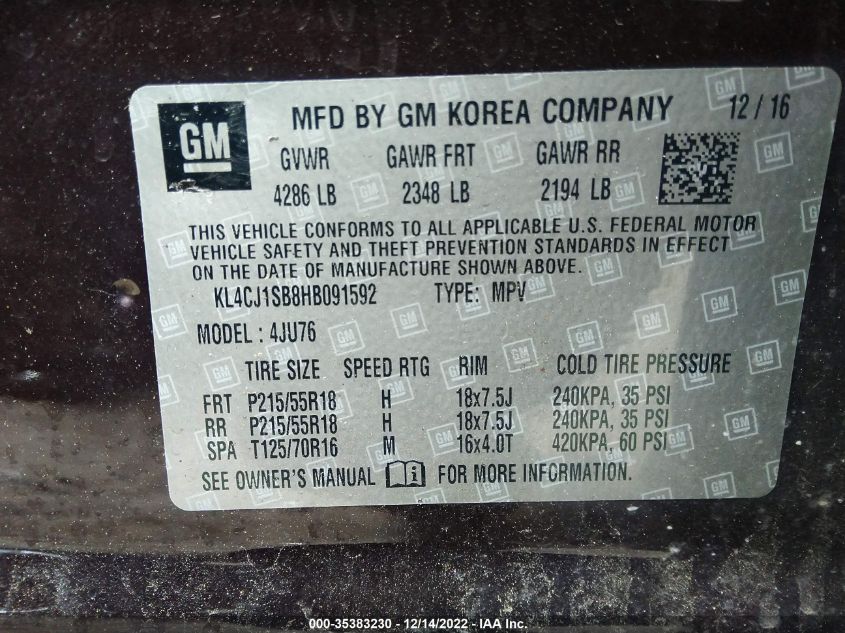 GM MFD BY GM KOREA COMPANY 12/16
GVWR GAWR FRT GAWR RR
4286 LB 2348 LB 2194 LB
THIS VEHICLE CONFORMS TO ALL APPLICABLE U.S. FEDERAL MOTOR
VEHICLE SAFETY AND THEFT PREVENTION STANDARDS IN EFFECT
ON THE DATE OF MANUFACTURE SHOWN ABOVE.
KL4CJ1SB8HB091592 TYPE: MPV
MODEL: 4JU76
TIRE SIZE SPEED RTG RIM COLD TIRE PRESSURE
FRT P215/55R18 H 18x7.5J 240KPA, 35 PSI
RR P215/55R18 H 18x7.5J 240KPA, 35 PSI
SPA T125/70R16 M 16x4.0T 420KPA, 60 PSI
SEE OWNER'S MANUAL FOR MORE INFORMATION.
000-35383230 - 12/14/2022 - IAA Inc.